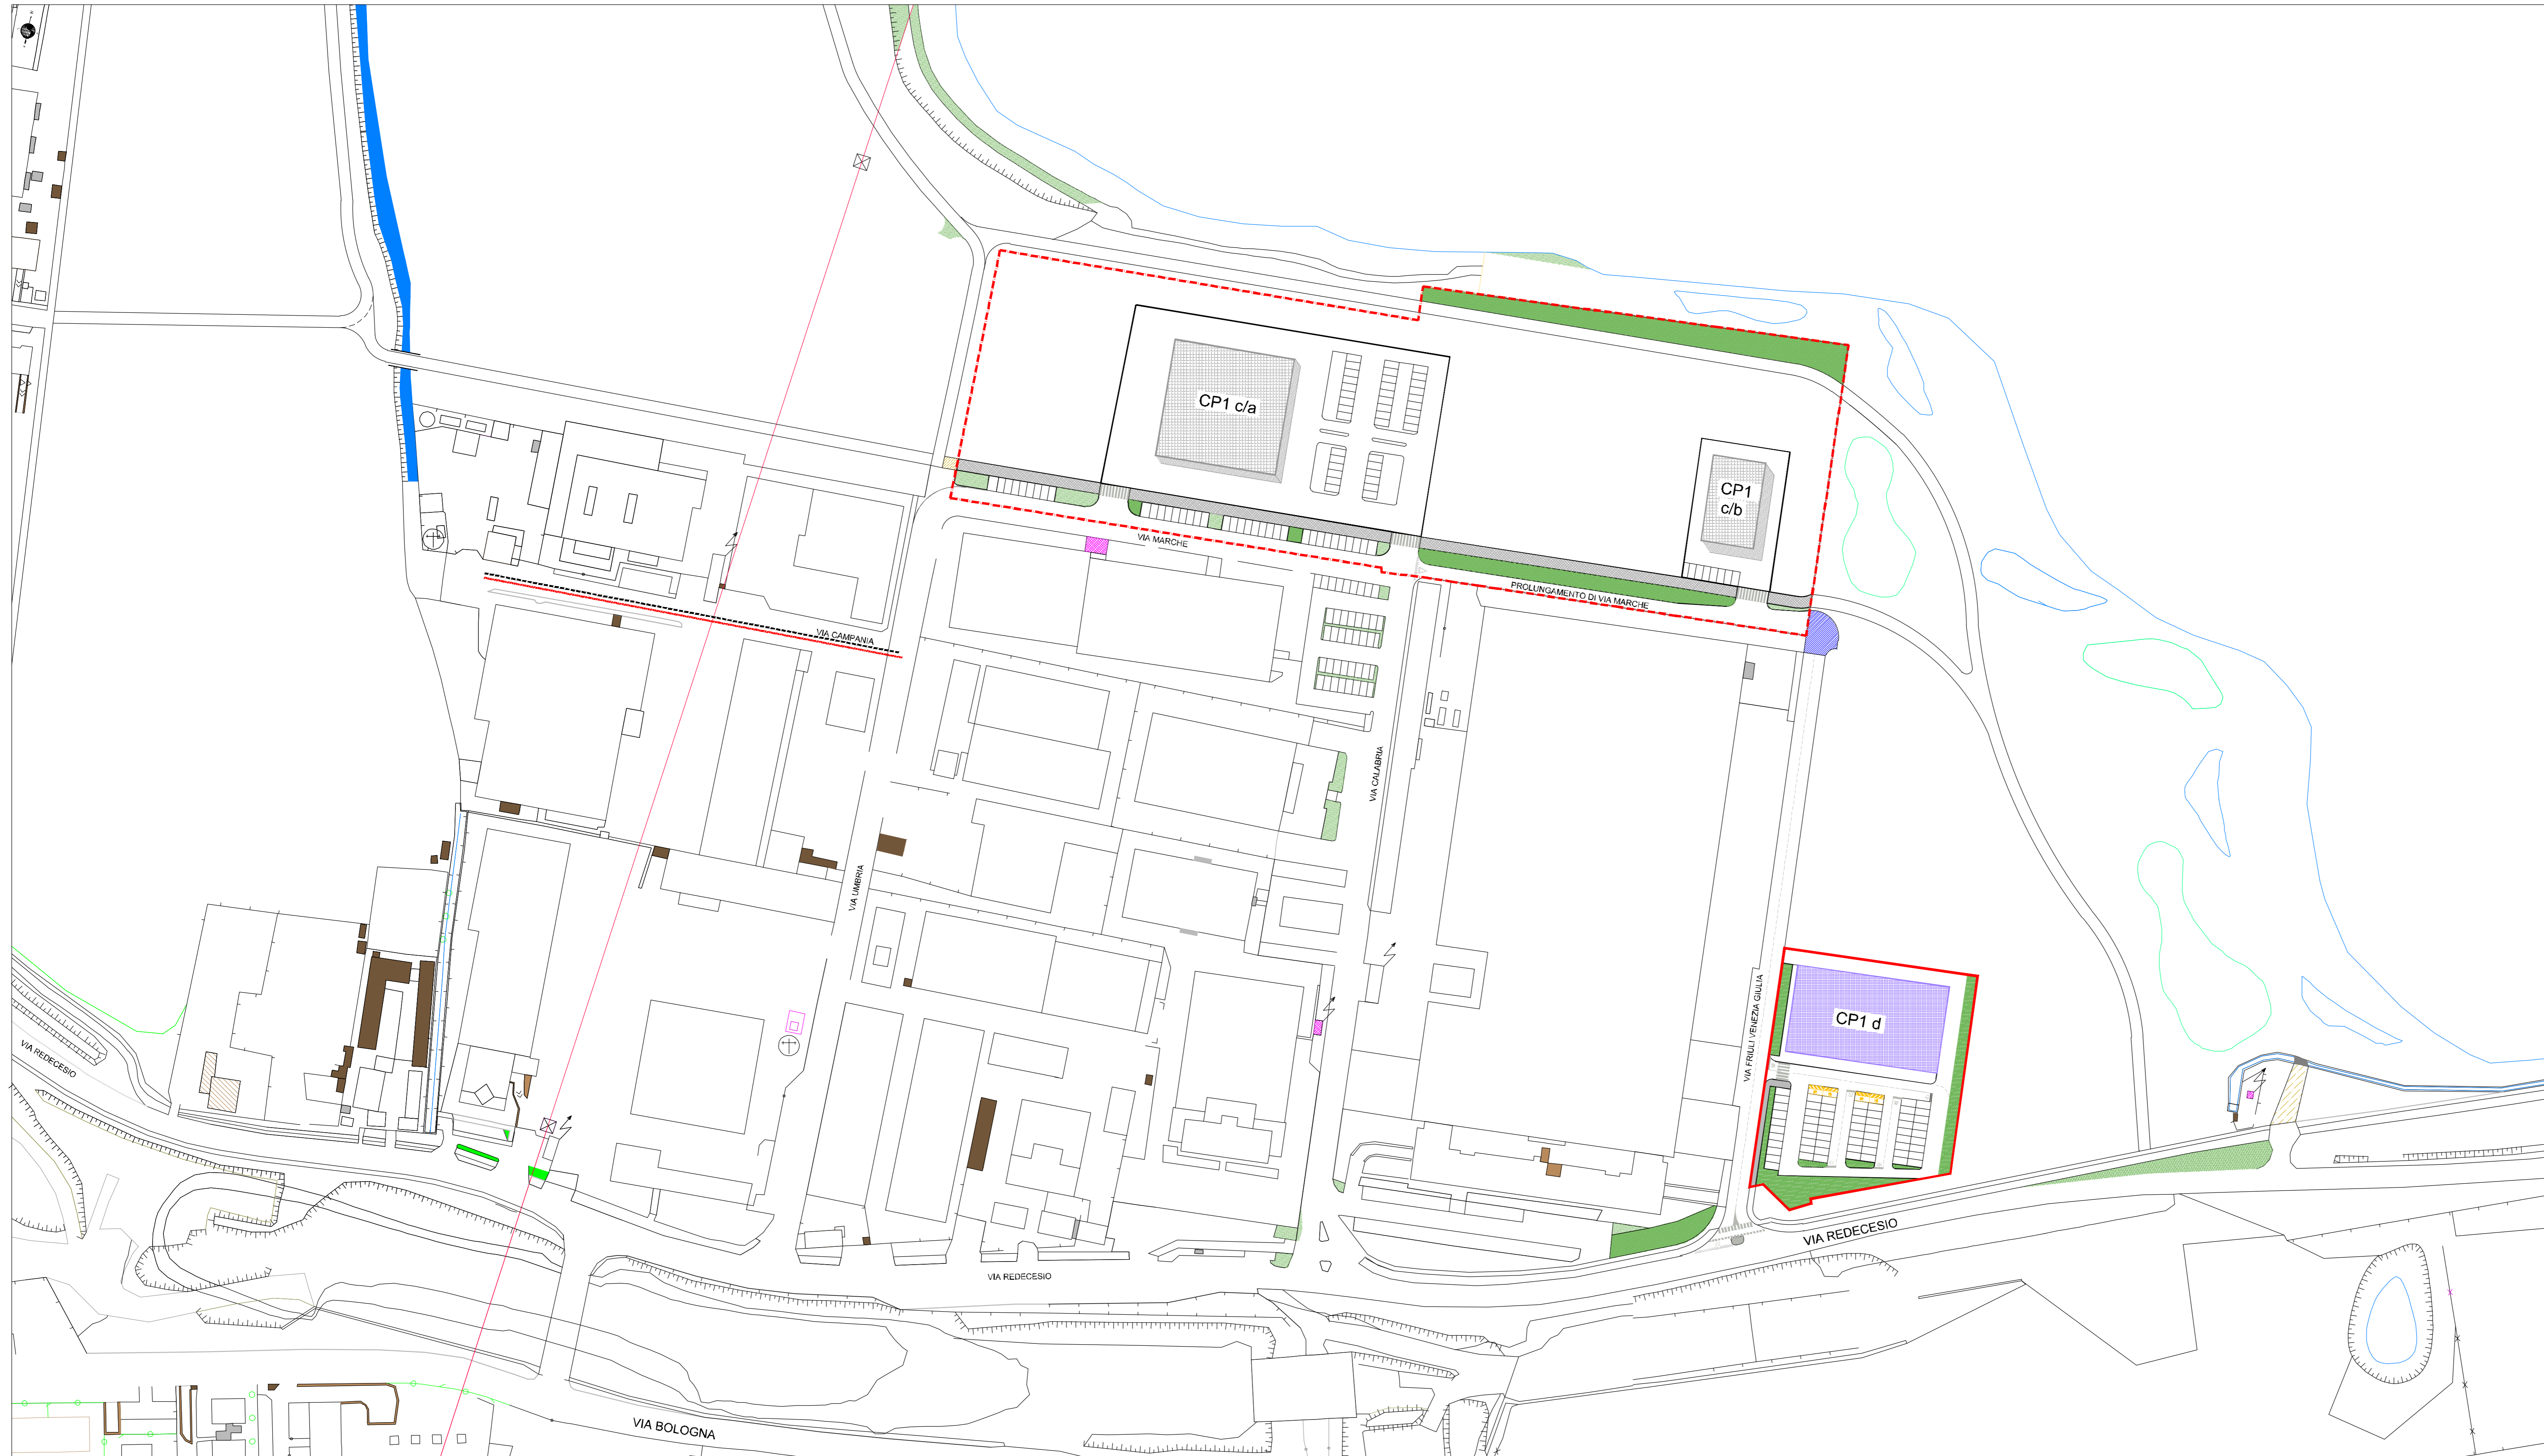 CP1 c/a
CP1
c/b
VIA MARCHE
PROLUNGAMENTO DI VIA MARCHE
VIA CAMPANIA
VIA CALABRIA
VIA UMBRIA
VIA FRIULI VENEZIA GIULIA
CP1 d
VIA REDECESIO
VIA REDECESIO
VIA REDECESIO
VIA BOLOGNA